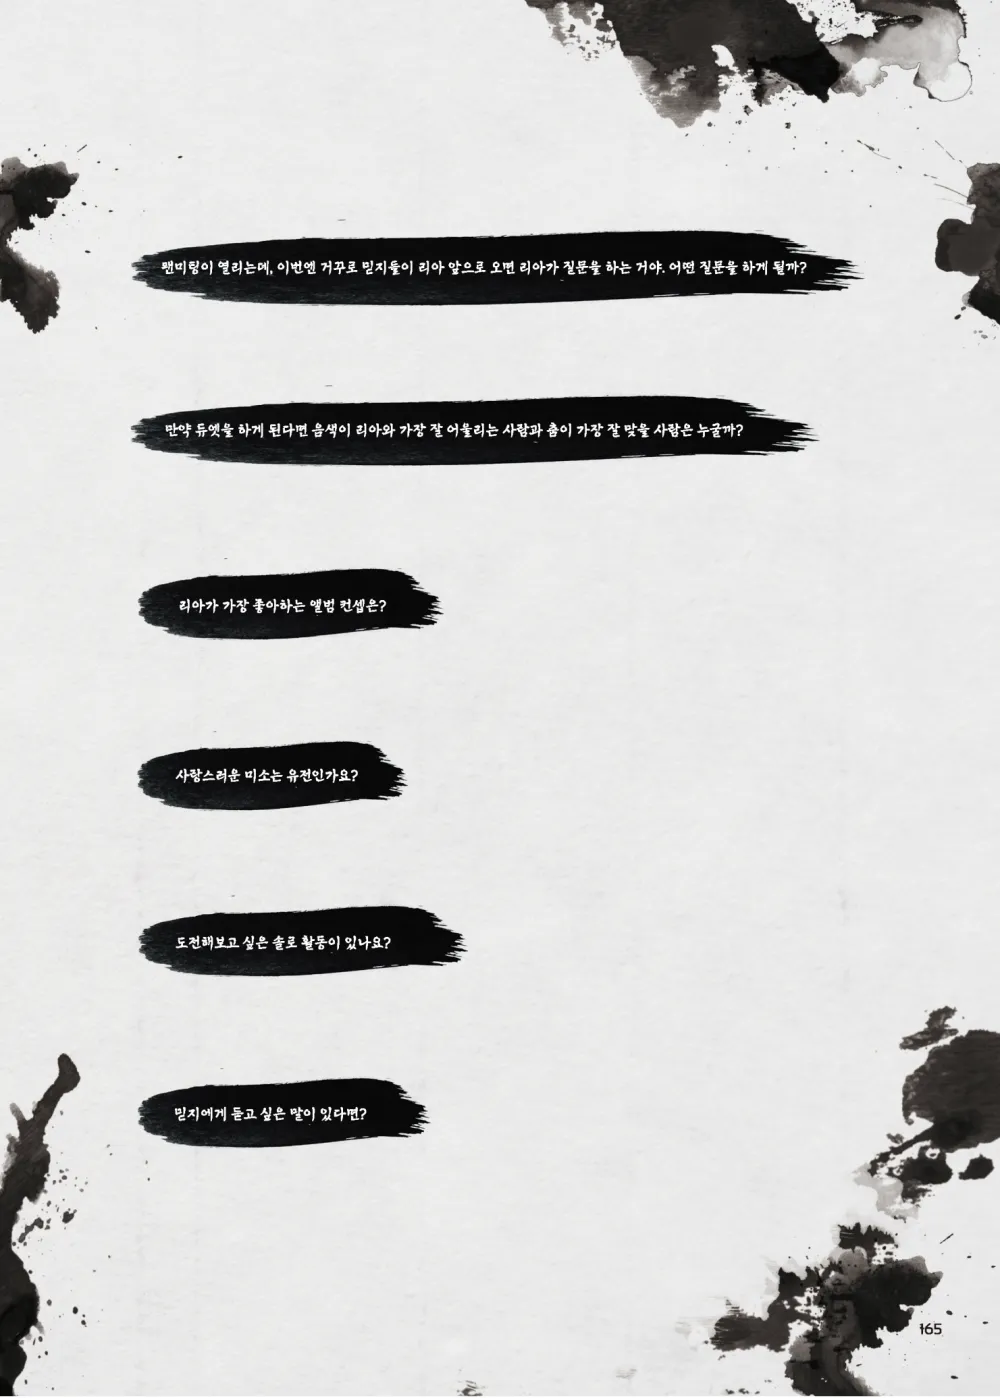 팬미팅이 열리는데, 이번엔 거꾸로 믿지들이 리아 앞으로 오면 리아가 질문을 하는 거야. 어떤 질문을 하게 될까?
만약 듀엣을 하게 된다면 음색이 리아와 가장 잘 어울리는 사람과 춤이 가장 잘 맞을 사람은 누굴까?
리아가 가장 좋아하는 앨범 컨셉은?
사랑스러운 미소는 유전인가요?
도전해보고 싶은 솔로 활동이 있나요?
믿지에게 듣고 싶은 말이 있다면?
165